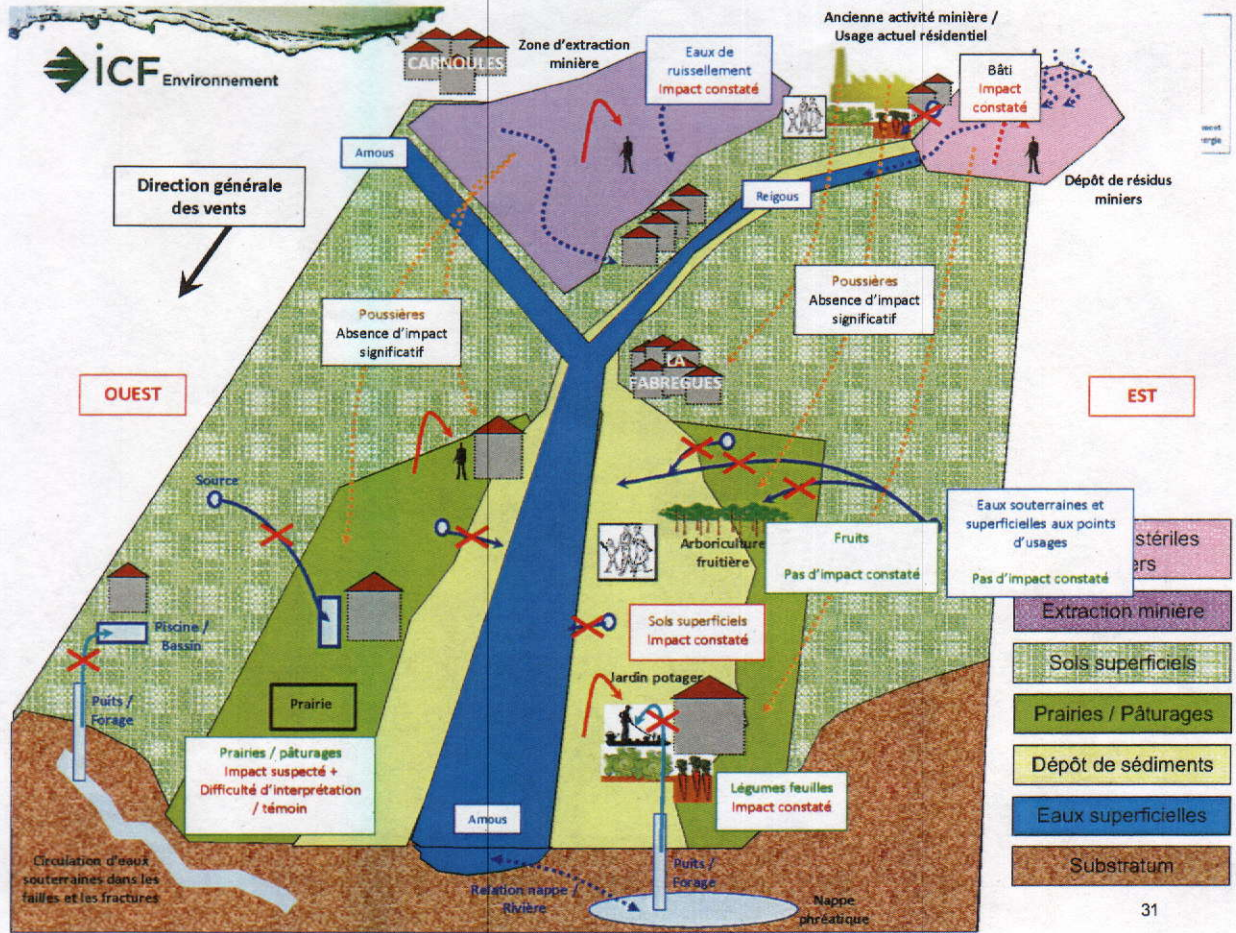 iCF Environnement
CARNOULES
Zone d'extraction
minière
Eaux de
ruissellement
Impact constaté
Ancienne activité minière /
Usage actuel résidentiel
Bâti
Impact
constaté
Dépôt de résidus
miniers
Amous
Reigous
Direction générale
des vents
Poussières
Absence d'impact
significatif
Poussières
Absence d'impact
significatif
LA
FABREGUES
OUEST
EST
Source
Arboriculture
fruitière
Fruits
Pas d'impact constaté
Eaux souterraines et
superficielles aux points
d'usages
Pas d'impact constaté
Piscine /
Bassin
Puits /
Forage
Sols superficiels
Impact constaté
Jardin potager
Prairie
Prairies / pâturages
Impact suspecté +
Difficulté d'interprétation
/ témoin
Légumes feuilles
Impact constaté
Amous
Circulation d'eaux
souterraines dans les
failles et les fractures
Relation nappe /
Rivière
Puits /
Forage
Nappe
phréatique
stériles
ers
Extraction minière
Sols superficiels
Prairies / Pâturages
Dépôt de sédiments
Eaux superficielles
Substratum
31